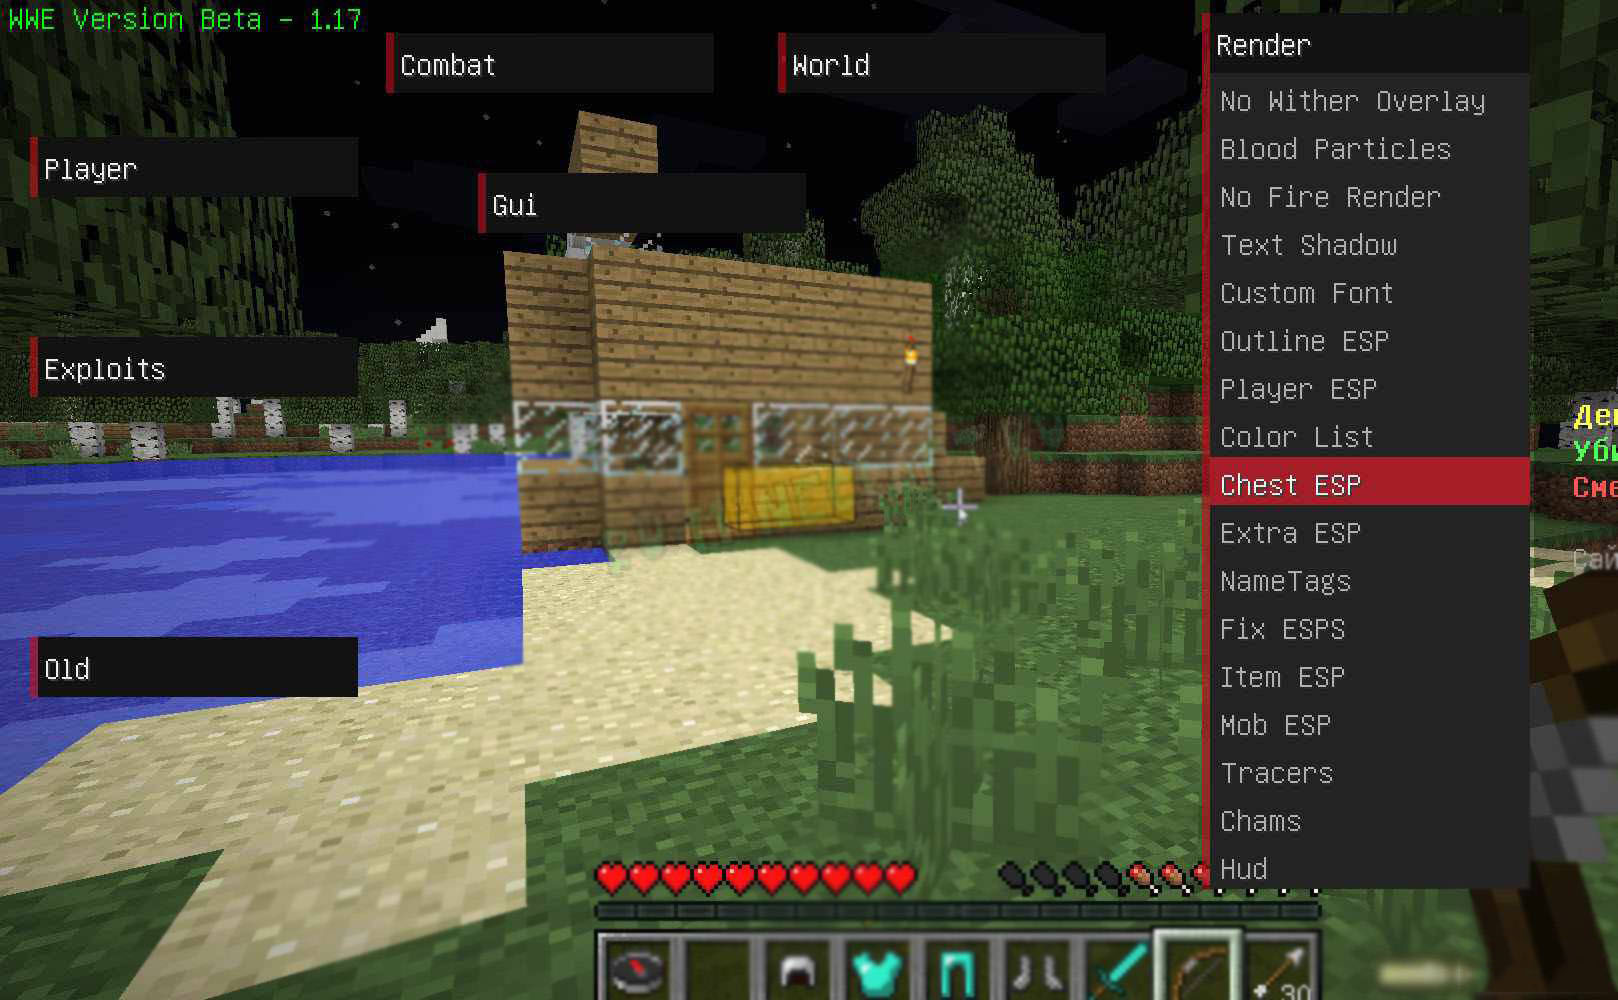 WWE Version Beta - 1.17
Combat
World
Player
Gui
Exploits
Old
Render
No Wither Overlay
Blood Particles
No Fire Render
Text Shadow
Custom Font
Outline ESP
Player ESP
Color List
Chest ESP
Extra ESP
NameTags
Fix ESPS
Item ESP
Mob ESP
Tracers
Chams
Hud
30